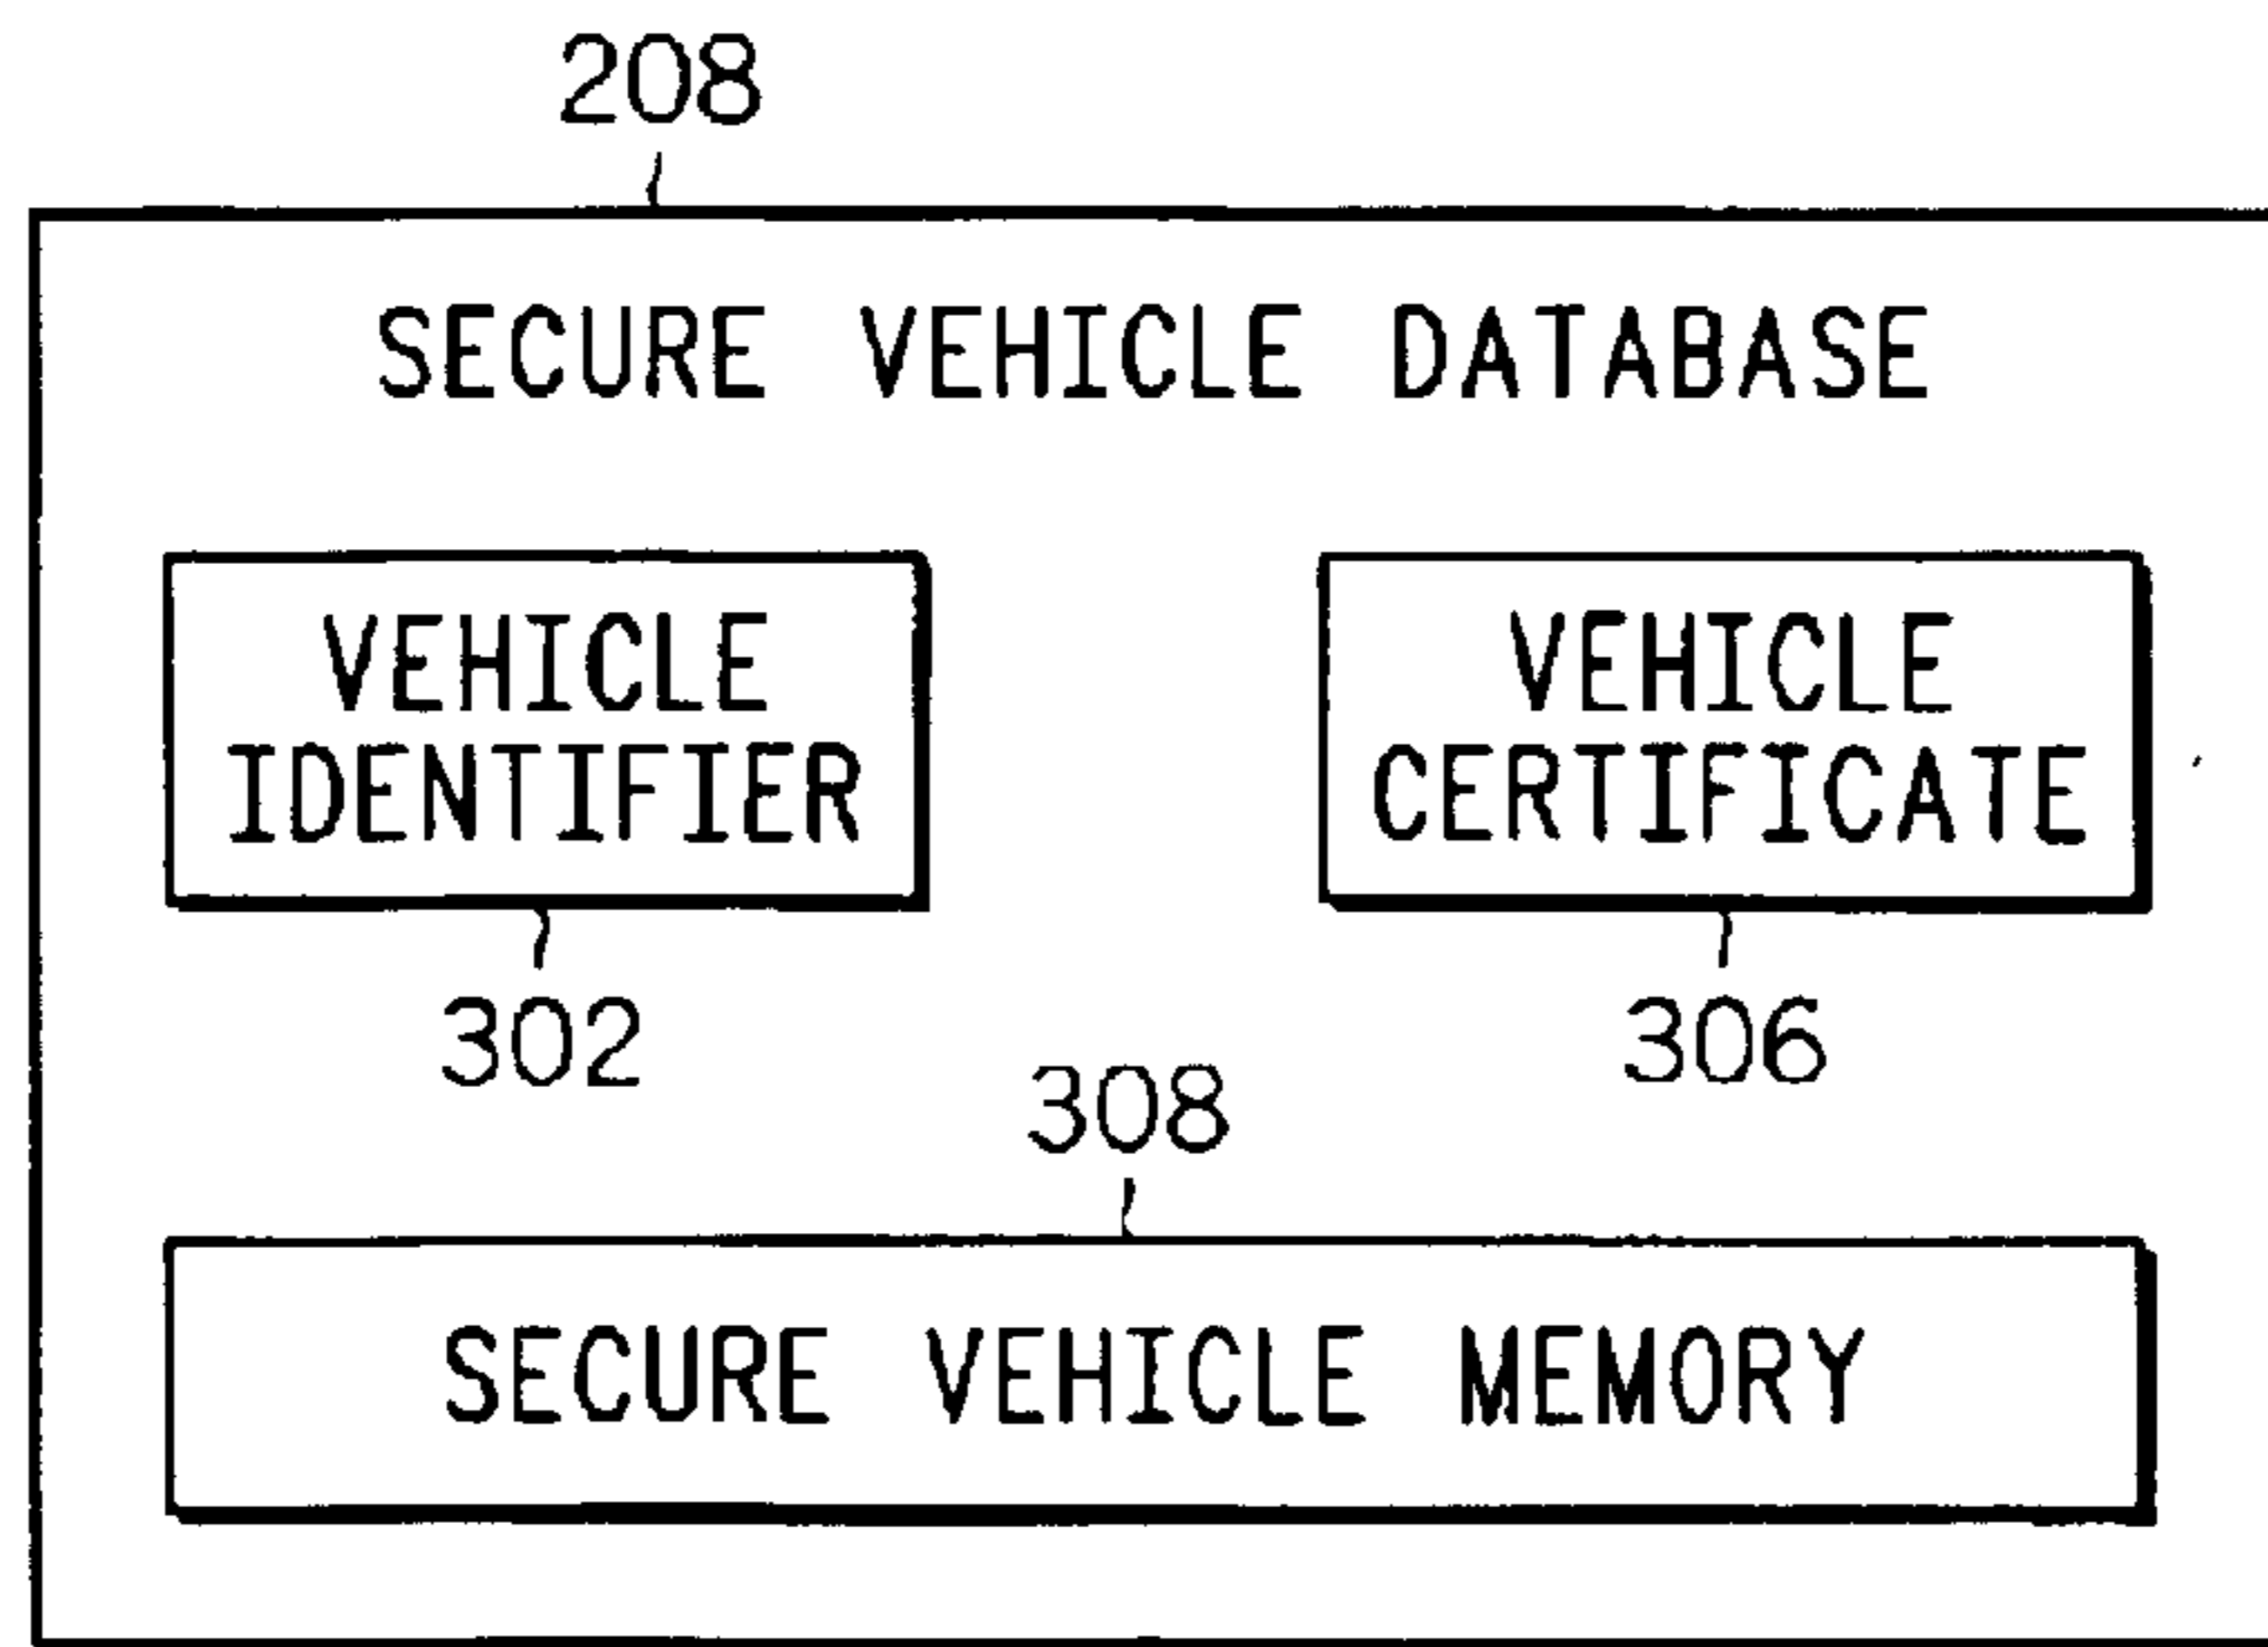 208
SECURE VEHICLE DATABASE
VEHICLE
IDENTIFIER
302
VEHICLE
CERTIFICATE
306
308
SECURE VEHICLE MEMORY